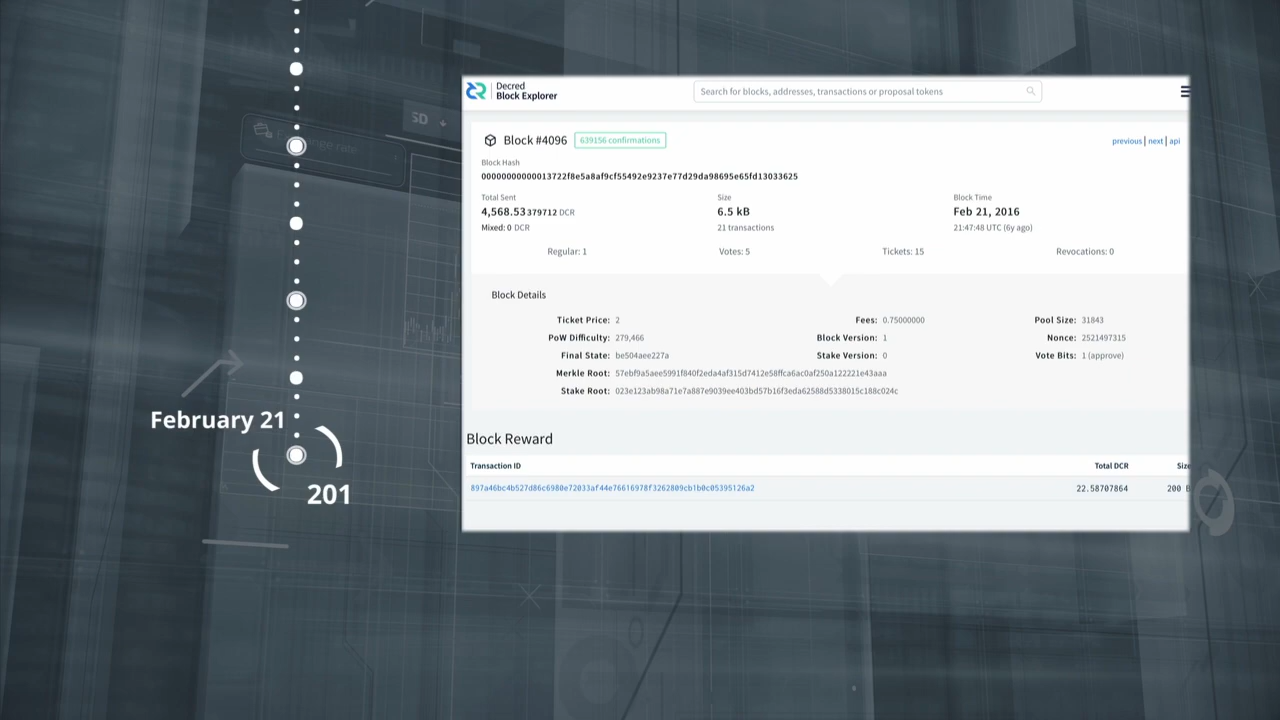 SD
Exchange rate
February 21
201
Decred
Block Explorer
Search for blocks, addresses, transactions or proposal tokens
Block #4096 639156 confirmations
previous | next | api
Block Hash
00000000000013722f8e5a8af9cf55492e9237e77d29da98695e65fd13033625
Total Sent Size Block Time
4,568.53379712 DCR 6.5 kB Feb 21, 2016
Mixed: 0 DCR 21 transactions 21:47:48 UTC (6y ago)
Regular: 1 Votes: 5 Tickets: 15 Revocations: 0
Block Details
Ticket Price: 2 Fees: 0.75000000 Pool Size: 31843
PoW Difficulty: 279,466 Block Version: 1 Nonce: 2521497315
Final State: be504aee227a Stake Version: 0 Vote Bits: 1 (approve)
Merkle Root: 57ebf9a5aee5991f840f2eda4af315d7412e58ffca6ac0af250a122221e43aaa
Stake Root: 023e123ab98a71e7a887e9039ee403bd57b16f3eda62588d5338015c188c024c
Block Reward
Transaction ID Total DCR Size
897a46bc4b527d86c6980e72033af44e76616978f3262809cb1b0c05395126a2 22.58707864 200 B